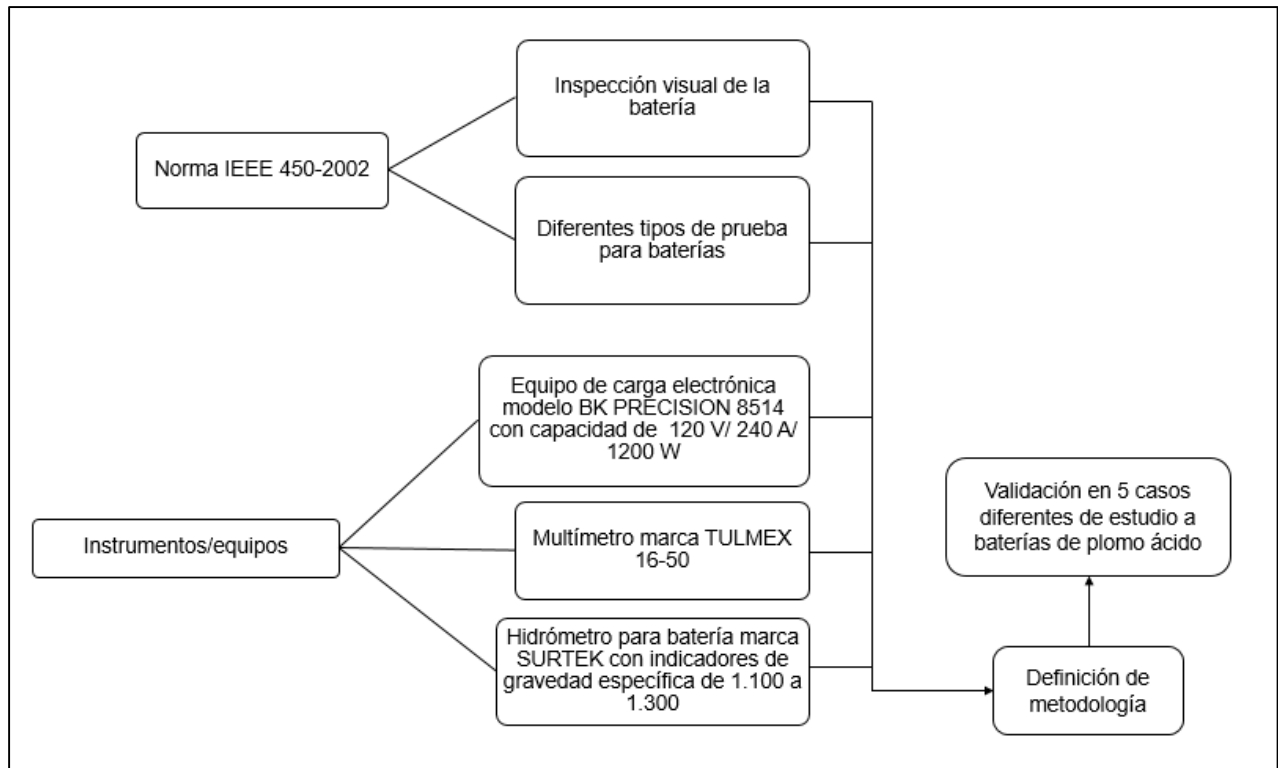 Inspección visual de la
batería
Norma IEEE 450-2002
Diferentes tipos de prueba
para baterías
Equipo de carga electrónica
modelo BK PRECISION 8514
con capacidad de 120 V/ 240 A/
1200 W
Instrumentos/equipos
Multímetro marca TULMEX
16-50
Hidrómetro para batería marca
SURTEK con indicadores de
gravedad específica de 1.100 a
1.300
Validación en 5 casos
diferentes de estudio a
baterías de plomo ácido
Definición de
metodología